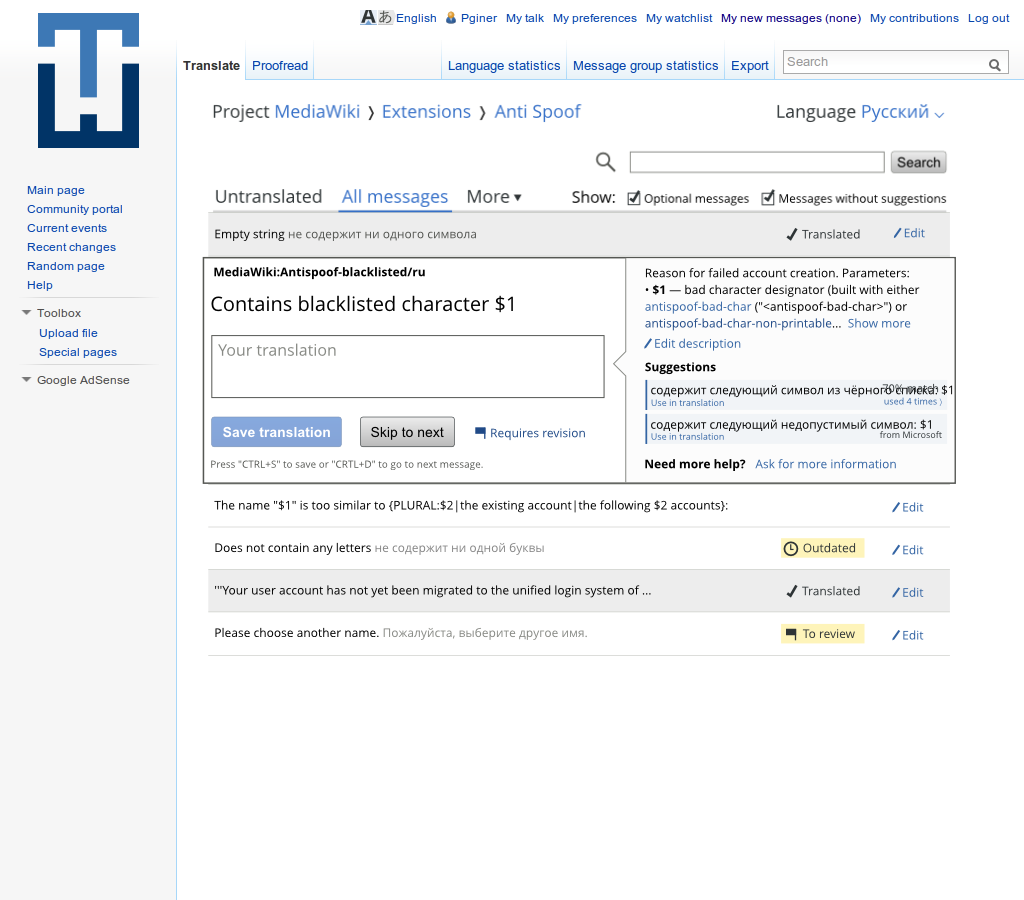 English Pginer My talk My preferences My watchlist My new messages (none) My contributions Log out
Translate Proofread Language statistics Message group statistics Export Search
Project MediaWiki ❯ Extensions ❯ Anti Spoof Language Русский
Search
Untranslated All messages More ▾ Show: Optional messages Messages without suggestions
Main page
Community portal
Current events
Recent changes
Random page
Help
Toolbox
Upload file
Special pages
Google AdSense
Empty string не содержит ни одного символа Translated Edit
MediaWiki:Antispoof-blacklisted/ru
Contains blacklisted character $1
Your translation
Save translation Skip to next Requires revision
Press "CTRL+S" to save or "CRTL+D" to go to next message.
Reason for failed account creation. Parameters:
• $1 — bad character designator (built with either
antispoof-bad-char ("<antispoof-bad-char>") or
antispoof-bad-char-non-printable... Show more
Edit description
Suggestions
содержит следующий символ из чёрного списка: $1 70% match
Use in translation used 4 times ⟩
содержит следующий недопустимый символ: $1
Use in translation from Microsoft
Need more help? Ask for more information
The name "$1" is too similar to {PLURAL:$2|the existing account|the following $2 accounts}: Edit
Does not contain any letters не содержит ни одной буквы Outdated Edit
'''Your user account has not yet been migrated to the unified login system of ... Translated Edit
Please choose another name. Пожалуйста, выберите другое имя. To review Edit